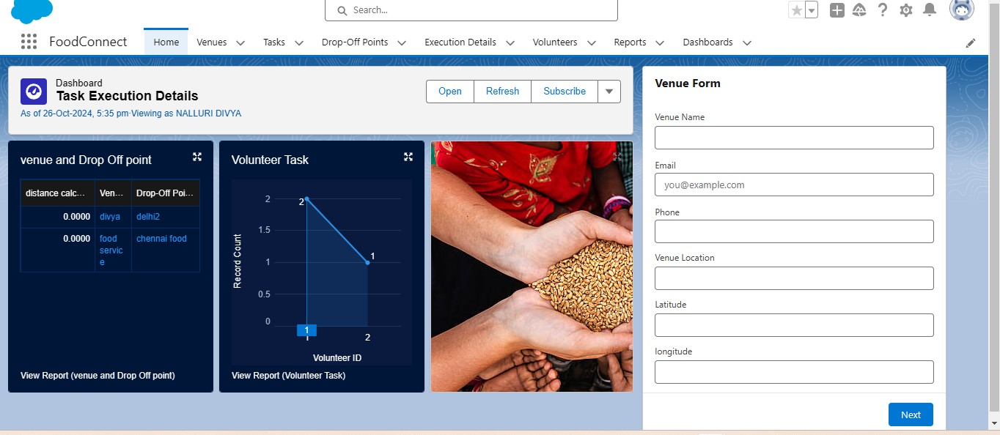 Search...
FoodConnect Home Venues Tasks Drop-Off Points Execution Details Volunteers Reports Dashboards
Dashboard
Task Execution Details
As of 26-Oct-2024, 5:35 pm·Viewing as NALLURI DIVYA
Open Refresh Subscribe
venue and Drop Off point
distance calc... Ven... Drop-Off Poi...
0.0000 divya delhi2
0.0000 food chennai food
servic
e
View Report (venue and Drop Off point)
Volunteer Task
Record Count
2
1.5
1
0.5
0
2
1
1 2
Volunteer ID
View Report (Volunteer Task)
Venue Form
Venue Name
Email
you@example.com
Phone
Venue Location
Latitude
longitude
Next